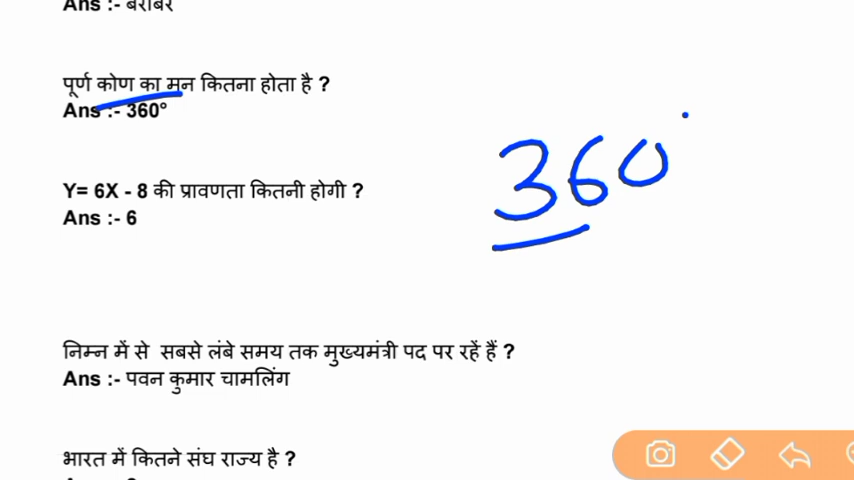 Ans :- बराबर
पूर्ण कोण का मन कितना होता है ?
Ans :- 360°
360°
Y= 6X - 8 की प्रावणता कितनी होगी ?
Ans :- 6
निम्न में से सबसे लंबे समय तक मुख्यमंत्री पद पर रहें हैं ?
Ans :- पवन कुमार चामलिंग
भारत में कितने संघ राज्य है ?